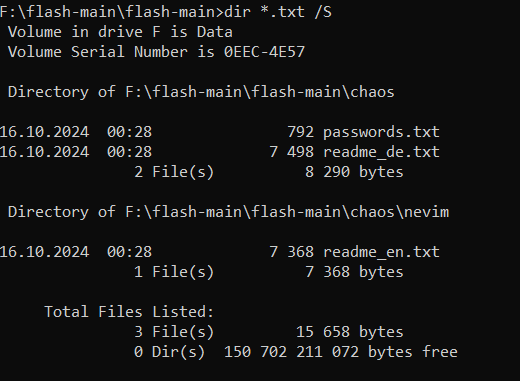 F:\flash-main\flash-main>dir *.txt /S
 Volume in drive F is Data
 Volume Serial Number is 0EEC-4E57

 Directory of F:\flash-main\flash-main\chaos

16.10.2024  00:28               792 passwords.txt
16.10.2024  00:28             7 498 readme_de.txt
               2 File(s)          8 290 bytes

 Directory of F:\flash-main\flash-main\chaos\nevim

16.10.2024  00:28             7 368 readme_en.txt
               1 File(s)          7 368 bytes

     Total Files Listed:
               3 File(s)         15 658 bytes
               0 Dir(s)  150 702 211 072 bytes free